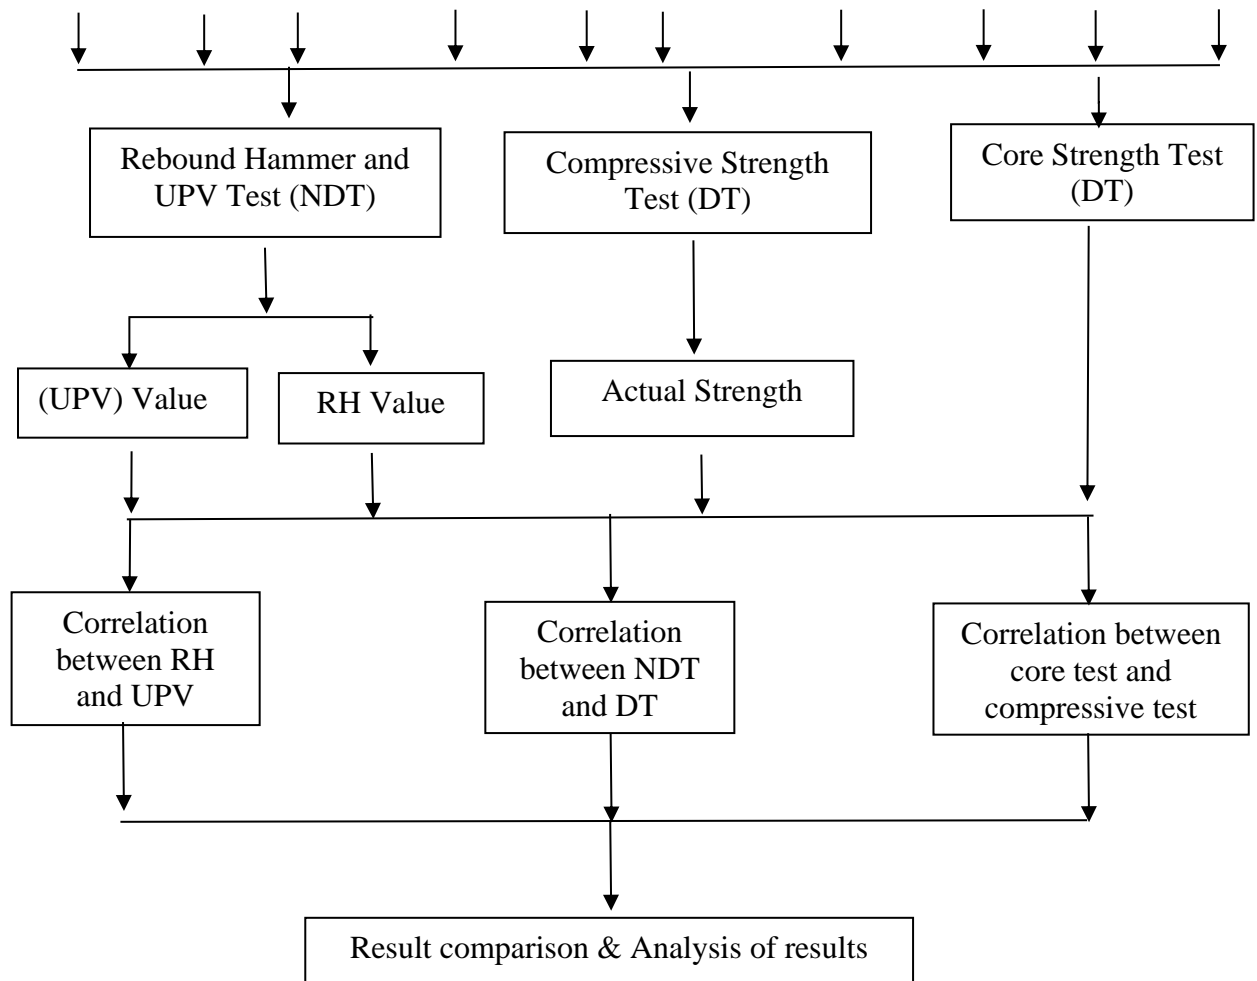 Rebound Hammer and
UPV Test (NDT)
Compressive Strength
Test (DT)
Core Strength Test
(DT)
(UPV) Value
RH Value
Actual Strength
Correlation
between RH
and UPV
Correlation
between NDT
and DT
Correlation between
core test and
compressive test
Result comparison & Analysis of results